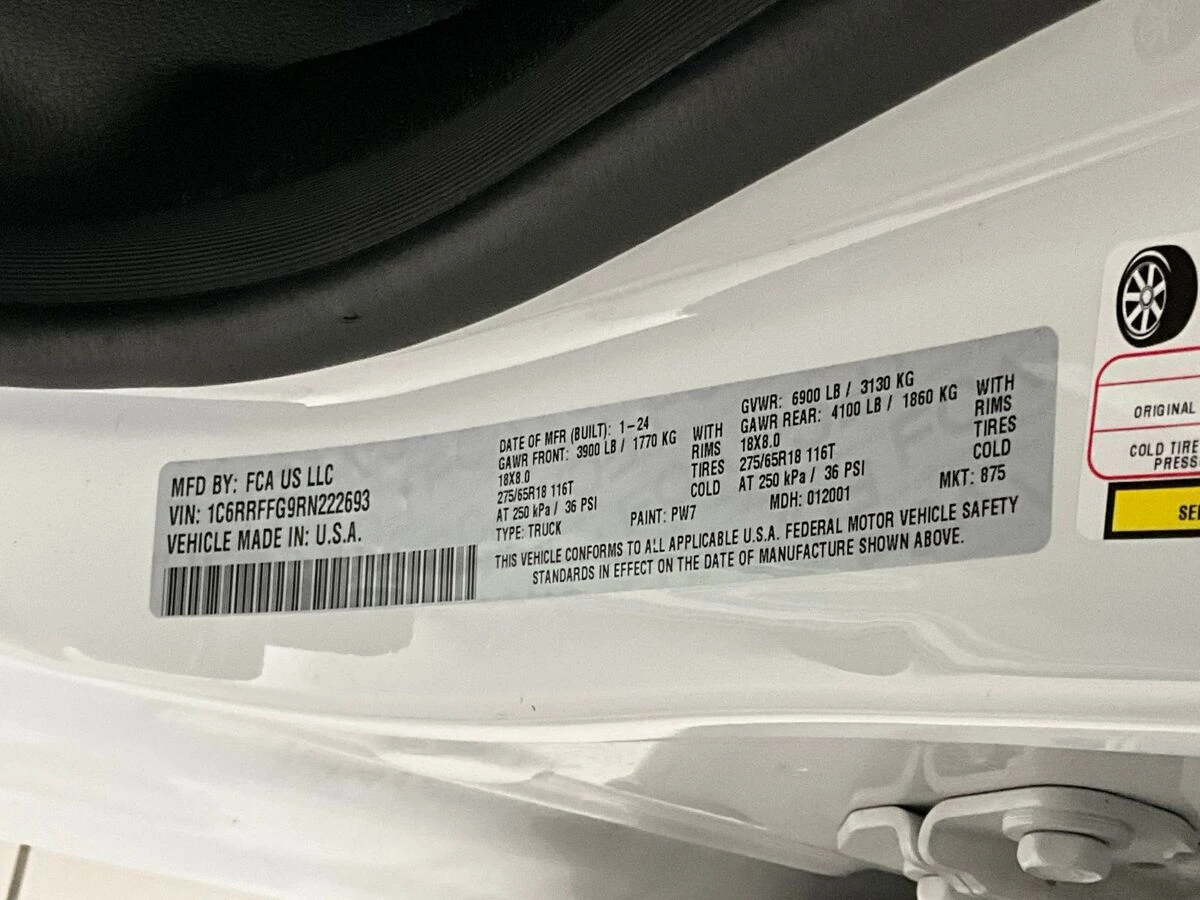 MFD BY: FCA US LLC
VIN: 1C6RRFFG9RN222693
VEHICLE MADE IN: U.S.A.
DATE OF MFR (BUILT): 1-24
GAWR FRONT: 3900 LB / 1770 KG WITH
18X8.0 RIMS
275/65R18 116T TIRES
AT 250 kPa / 36 PSI COLD
TYPE: TRUCK PAINT: PW7
GVWR: 6900 LB / 3130 KG
GAWR REAR: 4100 LB / 1860 KG WITH
18X8.0 RIMS
275/65R18 116T TIRES
AT 250 kPa / 36 PSI COLD
MDH: 012001 MKT: 875
THIS VEHICLE CONFORMS TO ALL APPLICABLE U.S.A. FEDERAL MOTOR VEHICLE SAFETY
STANDARDS IN EFFECT ON THE DATE OF MANUFACTURE SHOWN ABOVE.
ORIGINAL
COLD TIRE
PRESS
SE